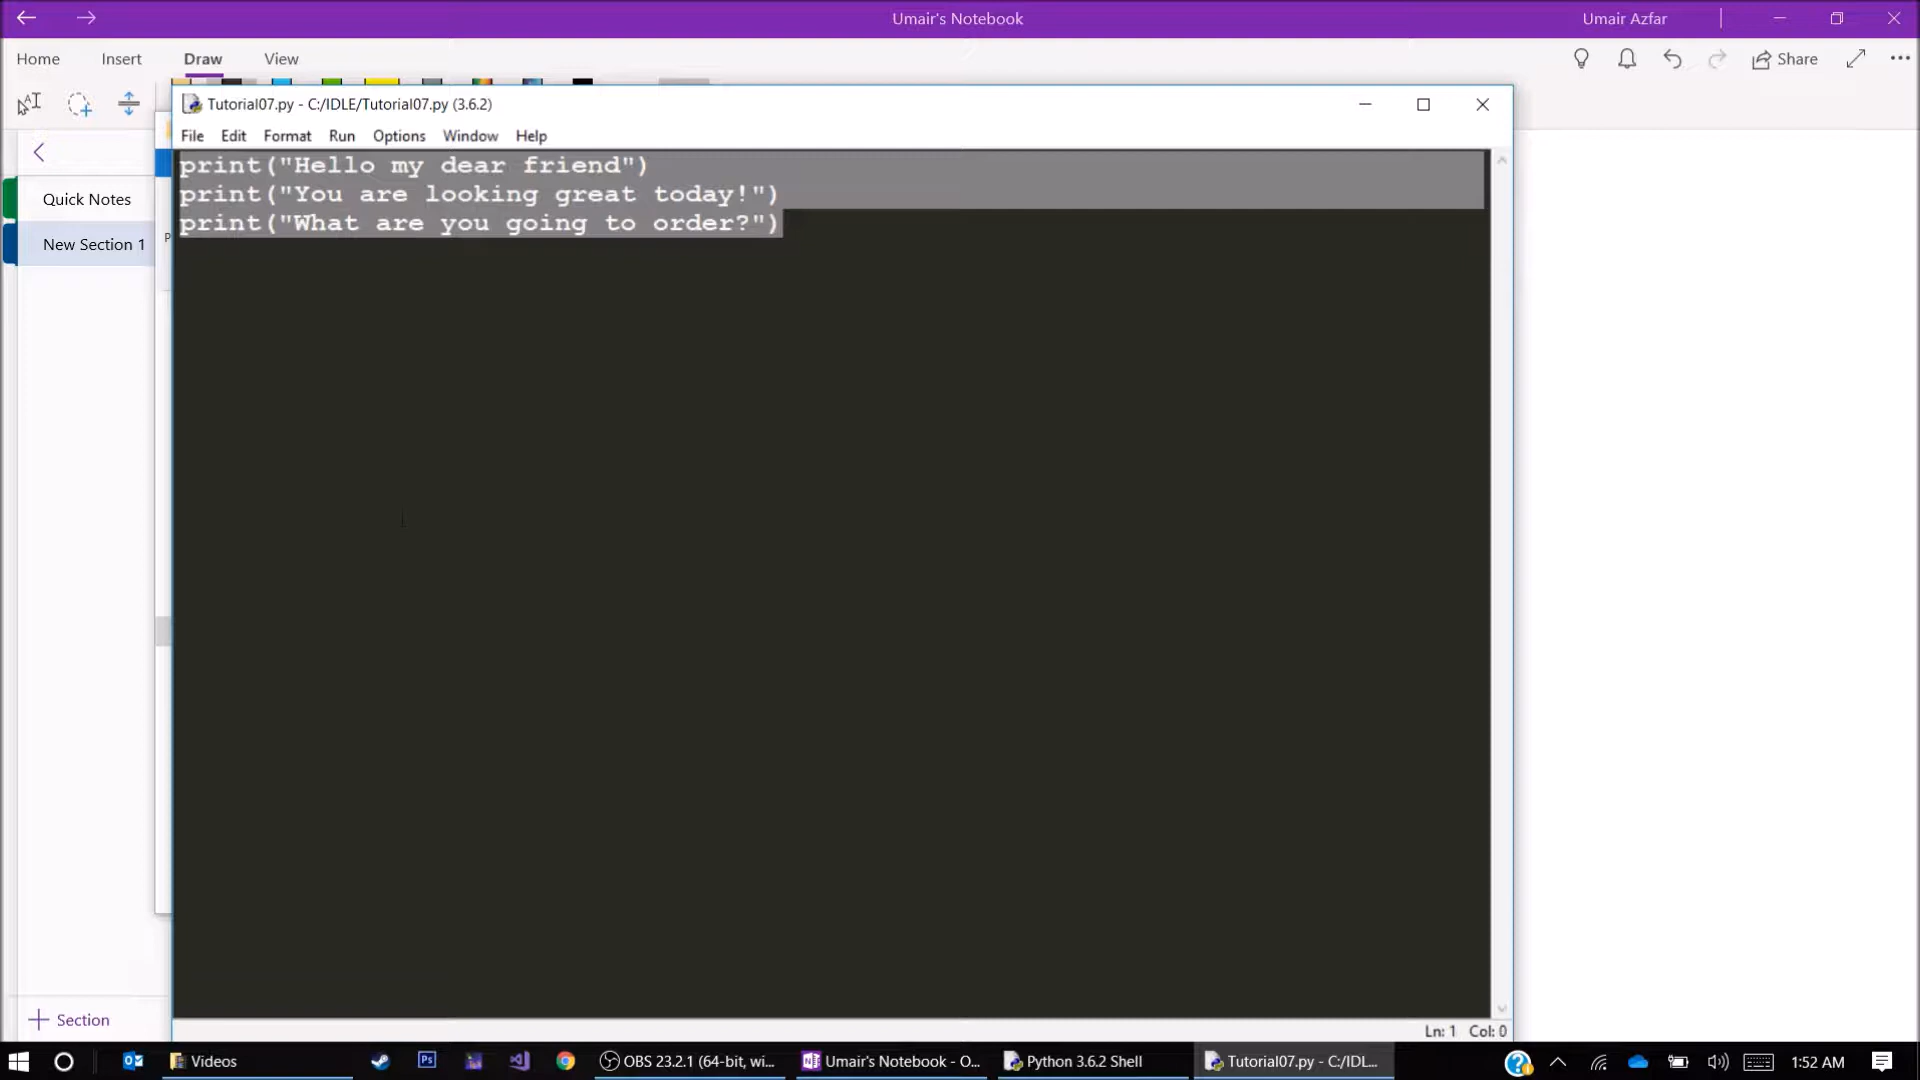 Umair's Notebook
Umair Azfar
Home Insert Draw View
Share
Tutorial07.py - C:/IDLE/Tutorial07.py (3.6.2)
File Edit Format Run Options Window Help
Quick Notes
New Section 1
P
print("Hello my dear friend")
print("You are looking great today!")
print("What are you going to order?")
Section
Ln: 1 Col: 0
Videos
OBS 23.2.1 (64-bit, wi...
Umair's Notebook - O...
Python 3.6.2 Shell
Tutorial07.py - C:/IDL...
1:52 AM